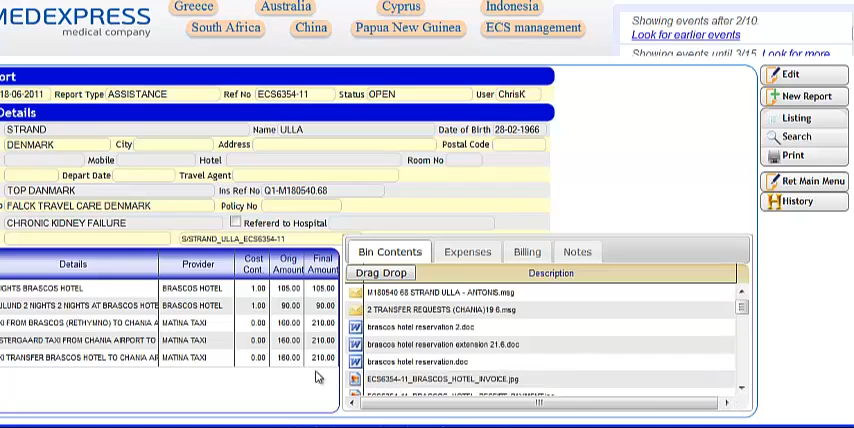 MEDEXPRESS
medical company
Greece Australia Cyprus Indonesia
South Africa China Papua New Guinea ECS management
Showing events after 2/10
Look for earlier events
Showing events until 3/15 Look for more
ort
18-06-2011 Report Type ASSISTANCE Ref No ECS6354-11 Status OPEN User ChrisK
Details
STRAND Name ULLA Date of Birth 28-02-1966
DENMARK City Address Postal Code
Mobile Hotel Room No
Depart Date Travel Agent
TOP DANMARK Ins Ref No Q1-M180540.68
FALCK TRAVEL CARE DENMARK Policy No
CHRONIC KIDNEY FAILURE Refererd to Hospital
S/STRAND_ULLA_ECS6354-11
Edit
New Report
Listing
Search
Print
Ret Main Menu
History
Details Provider Cost Cont. Ong Amount Final Amount
IGHTS BRASCOS HOTEL BRASCOS HOTEL 1.00 105.00 105.00
LUND 2 NIGHTS 2 NIGHTS AT BRASCOS HOTE BRASCOS HOTEL 1.00 90.00 90.00
XI FROM BRASCOS (RETHYMNO) TO CHANIA A MATINA TAXI 0.00 160.00 210.00
STERGAARD TAXI FROM CHANIA AIRPORT TO MATINA TAXI 0.00 160.00 210.00
XI TRANSFER BRASCOS HOTEL TO CHANIA AIF MATINA TAXI 0.00 160.00 210.00
Bin Contents Expenses Billing Notes
Drag Drop Description
M180540 68 STRAND ULLA - ANTONIS.msg
2 TRANSFER REQUESTS (CHANIA)19 6.msg
brascos hotel reservation 2.doc
brascos hotel reservation extension 21.6.doc
brascos hotel reservation.doc
ECS6354-11_BRASCOS_HOTEL_INVOICE.jpg